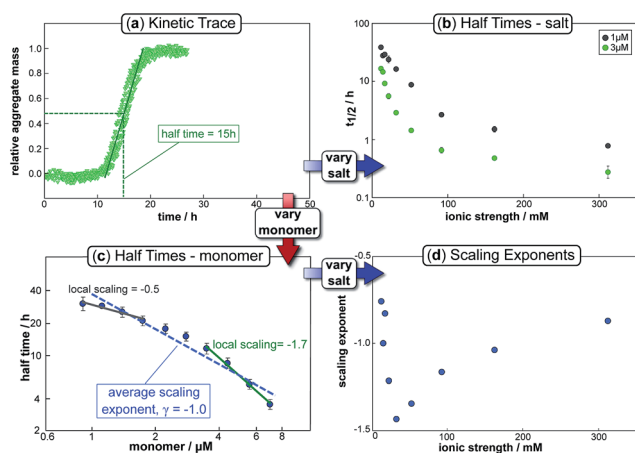 (a) Kinetic Trace
relative aggregate mass
1.0
0.8
0.6
0.4
0.2
0.0
half time = 15h
0
10
20
30
40
50
time / h
vary
salt
(b) Half Times - salt
t1/2 / h
100
10
1
0.1
1µM
3µM
0
100
200
300
ionic strength / mM
vary
monomer
(c) Half Times - monomer
half time / h
40
20
10
4
2
local scaling = -0.5
local scaling= -1.7
average scaling
exponent, γ = -1.0
0.6
1
2
4
6
8
monomer / µM
vary
salt
(d) Scaling Exponents
scaling exponent
-0.5
-1.0
-1.5
0
100
200
300
ionic strength / mM